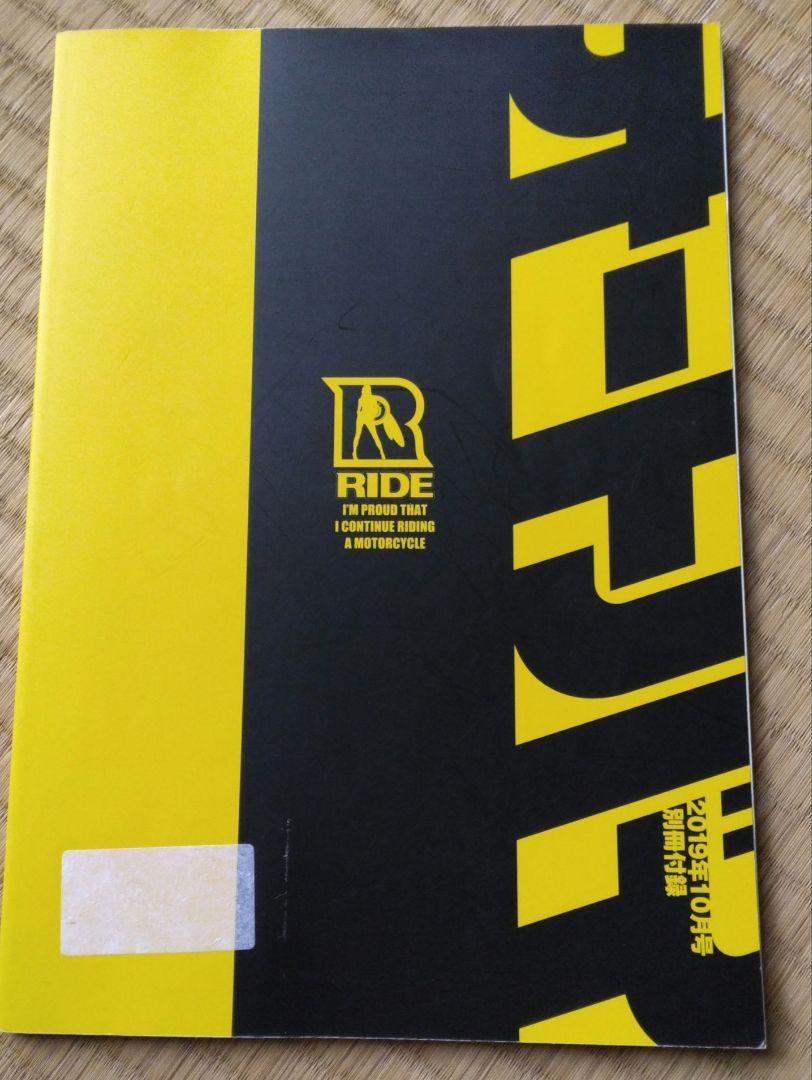 R
RIDE
I'M PROUD THAT
I CONTINUE RIDING
A MOTORCYCLE
2019年10月号
別冊付録